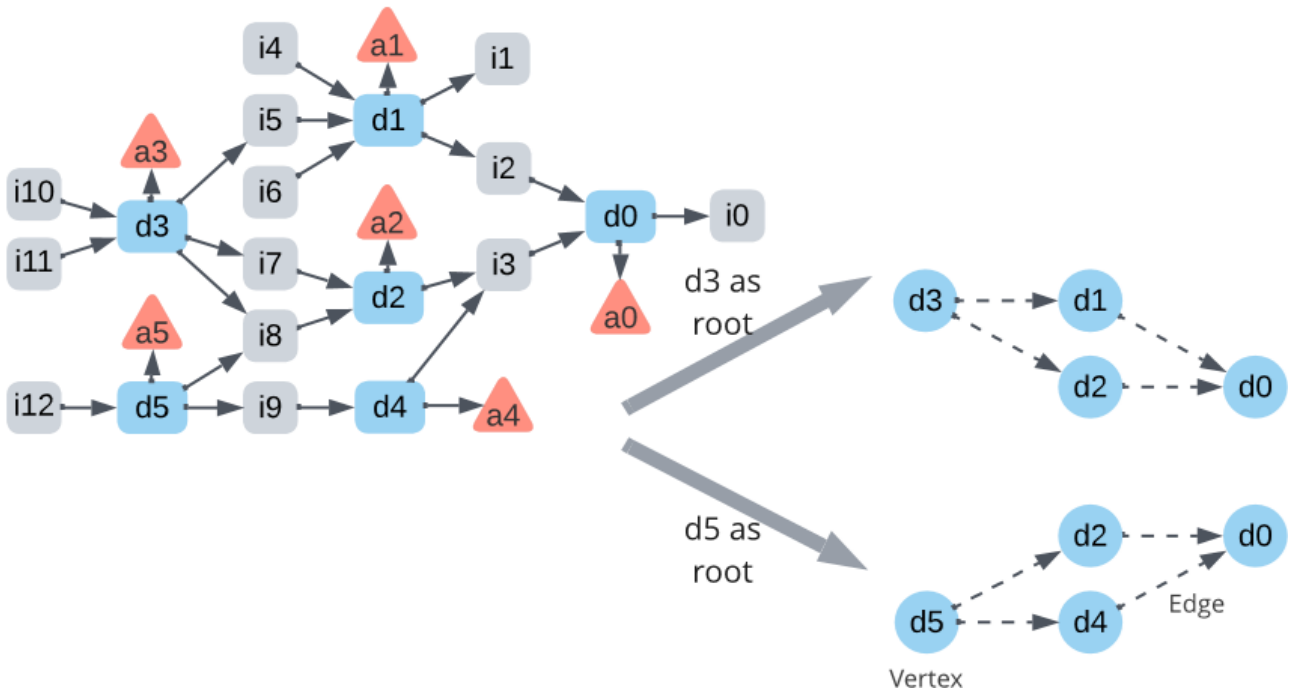 i4
a1
i1
i5
d1
a3
i6
i2
i10
a2
d3
d0
i0
i11
i7
i3
d2
a0
a5
i8
i12
d5
i9
d4
a4
d3 as
root
d3
d1
d2
d0
d5 as
root
d2
d0
d5
d4
Edge
Vertex